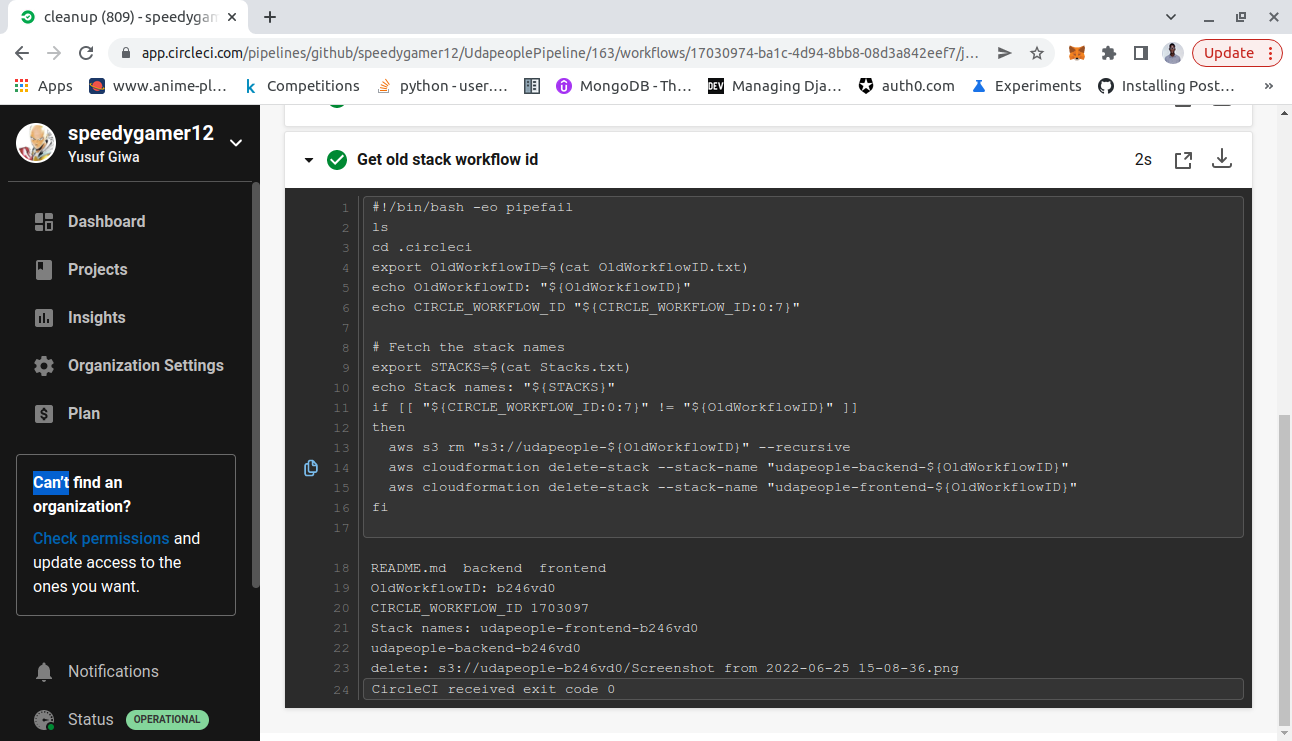 cleanup (809) - speedygam
app.circleci.com/pipelines/github/speedygamer12/UdapeoplePipeline/163/workflows/17030974-ba1c-4d94-8bb8-08d3a842eef7/j...
Update
Apps
www.anime-pl...
Competitions
python - user....
MongoDB - Th...
DEV
Managing Dja...
auth0.com
Experiments
Installing Post...
»
speedygamer12
Yusuf Giwa
Dashboard
Projects
Insights
Organization Settings
Plan
Can't find an
organization?
Check permissions and
update access to the
ones you want.
Notifications
Status OPERATIONAL
Get old stack workflow id 2s
1 #!/bin/bash -eo pipefail
2 ls
3 cd .circleci
4 export OldWorkflowID=$(cat OldWorkflowID.txt)
5 echo OldWorkflowID: "${OldWorkflowID}"
6 echo CIRCLE_WORKFLOW_ID "${CIRCLE_WORKFLOW_ID:0:7}"
7
8 # Fetch the stack names
9 export STACKS=$(cat Stacks.txt)
10 echo Stack names: "${STACKS}"
11 if [[ "${CIRCLE_WORKFLOW_ID:0:7}" != "${OldWorkflowID}" ]]
12 then
13 aws s3 rm "s3://udapeople-${OldWorkflowID}" --recursive
14 aws cloudformation delete-stack --stack-name "udapeople-backend-${OldWorkflowID}"
15 aws cloudformation delete-stack --stack-name "udapeople-frontend-${OldWorkflowID}"
16 fi
17
18 README.md backend frontend
19 OldWorkflowID: b246vd0
20 CIRCLE_WORKFLOW_ID 1703097
21 Stack names: udapeople-frontend-b246vd0
22 udapeople-backend-b246vd0
23 delete: s3://udapeople-b246vd0/Screenshot from 2022-06-25 15-08-36.png
24 CircleCI received exit code 0